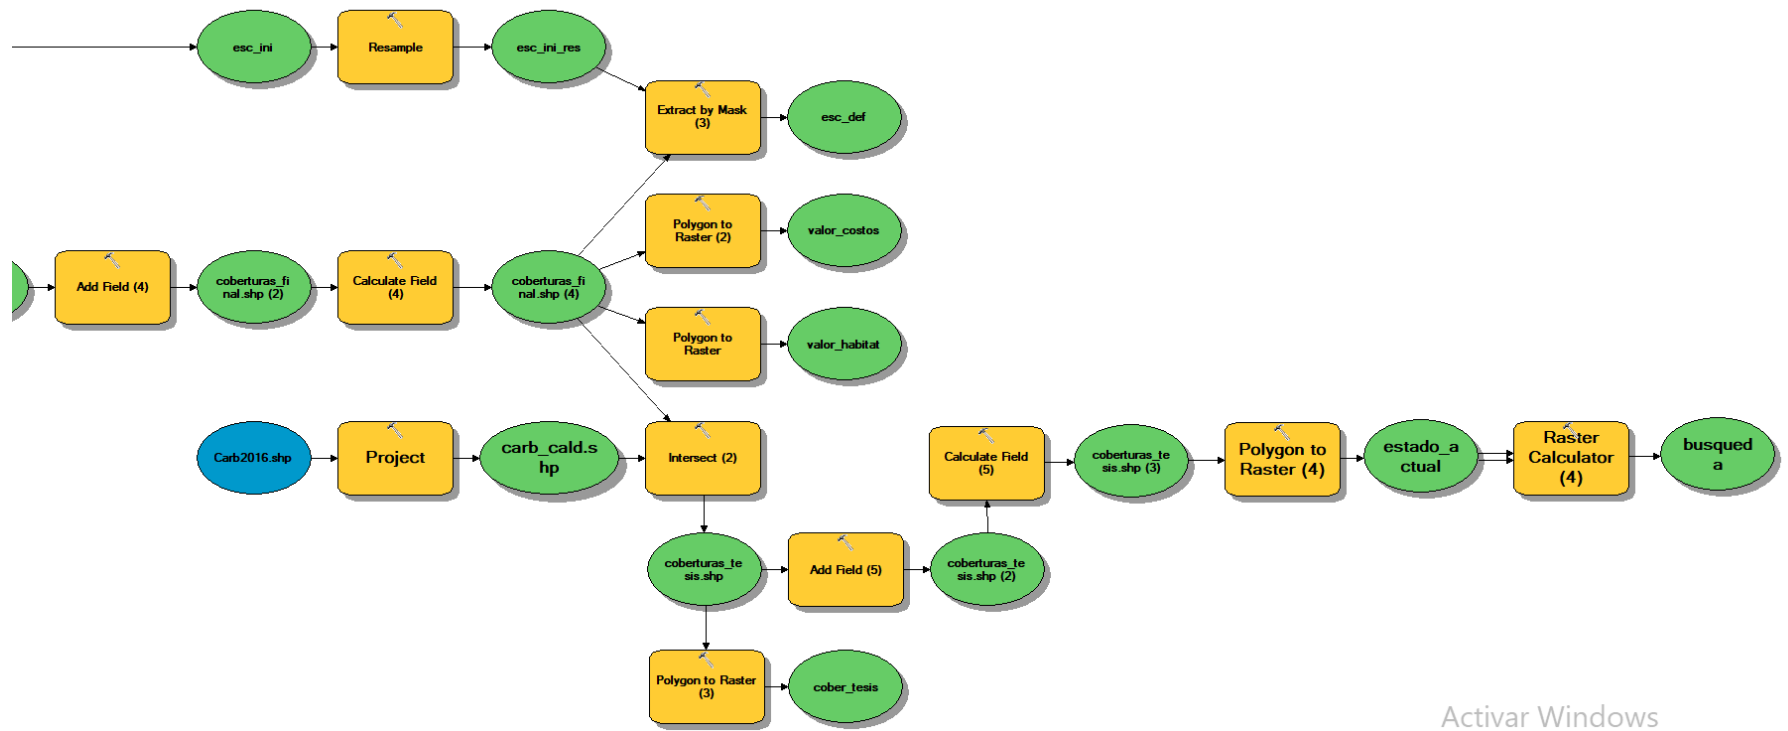 esc_ini
Resample
esc_ini_res
Extract by Mask
(3)
esc_def
Polygon to
Raster (2)
valor_costos
Add Field (4)
coberturas_fi
nal.shp (2)
Calculate Field
(4)
coberturas_fi
nal.shp (4)
Polygon to
Raster
valor_habitat
Carb2016.shp
Project
carb_cald.s
hp
Intersect (2)
Calculate Field
(5)
coberturas_te
sis.shp (3)
Polygon to
Raster (4)
estado_a
ctual
Raster
Calculator
(4)
busqued
a
coberturas_te
sis.shp
Add Field (5)
coberturas_te
sis.shp (2)
Polygon to Raster
(3)
cober_tesis
Activar Windows